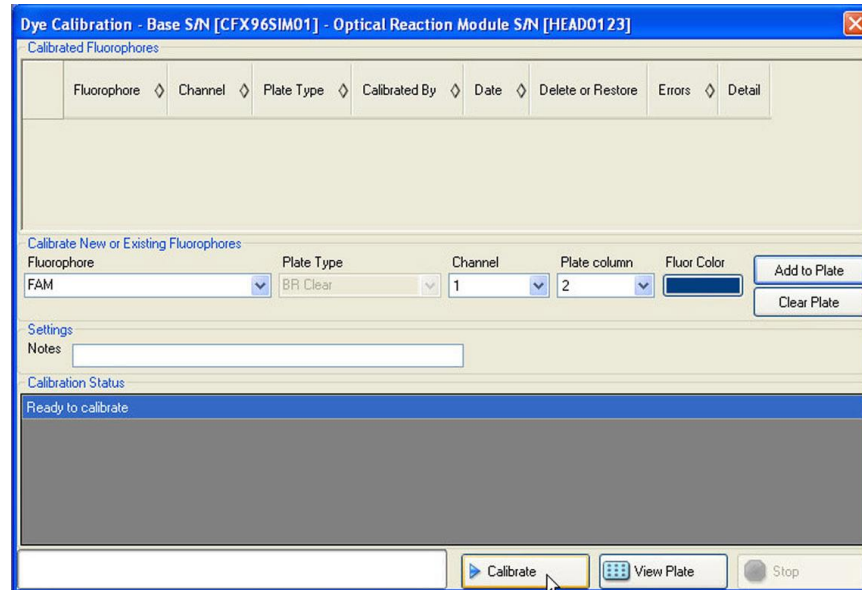 Dye Calibration - Base S/N [CFX96SIM01] - Optical Reaction Module S/N [HEAD0123]
Calibrated Fluorophores
Fluorophore Channel Plate Type Calibrated By Date Delete or Restore Errors Detail
Calibrate New or Existing Fluorophores
Fluorophore Plate Type Channel Plate column Fluor Color
FAM BR Clear 1 2
Add to Plate
Clear Plate
Settings
Notes
Calibration Status
Ready to calibrate
Calibrate View Plate Stop